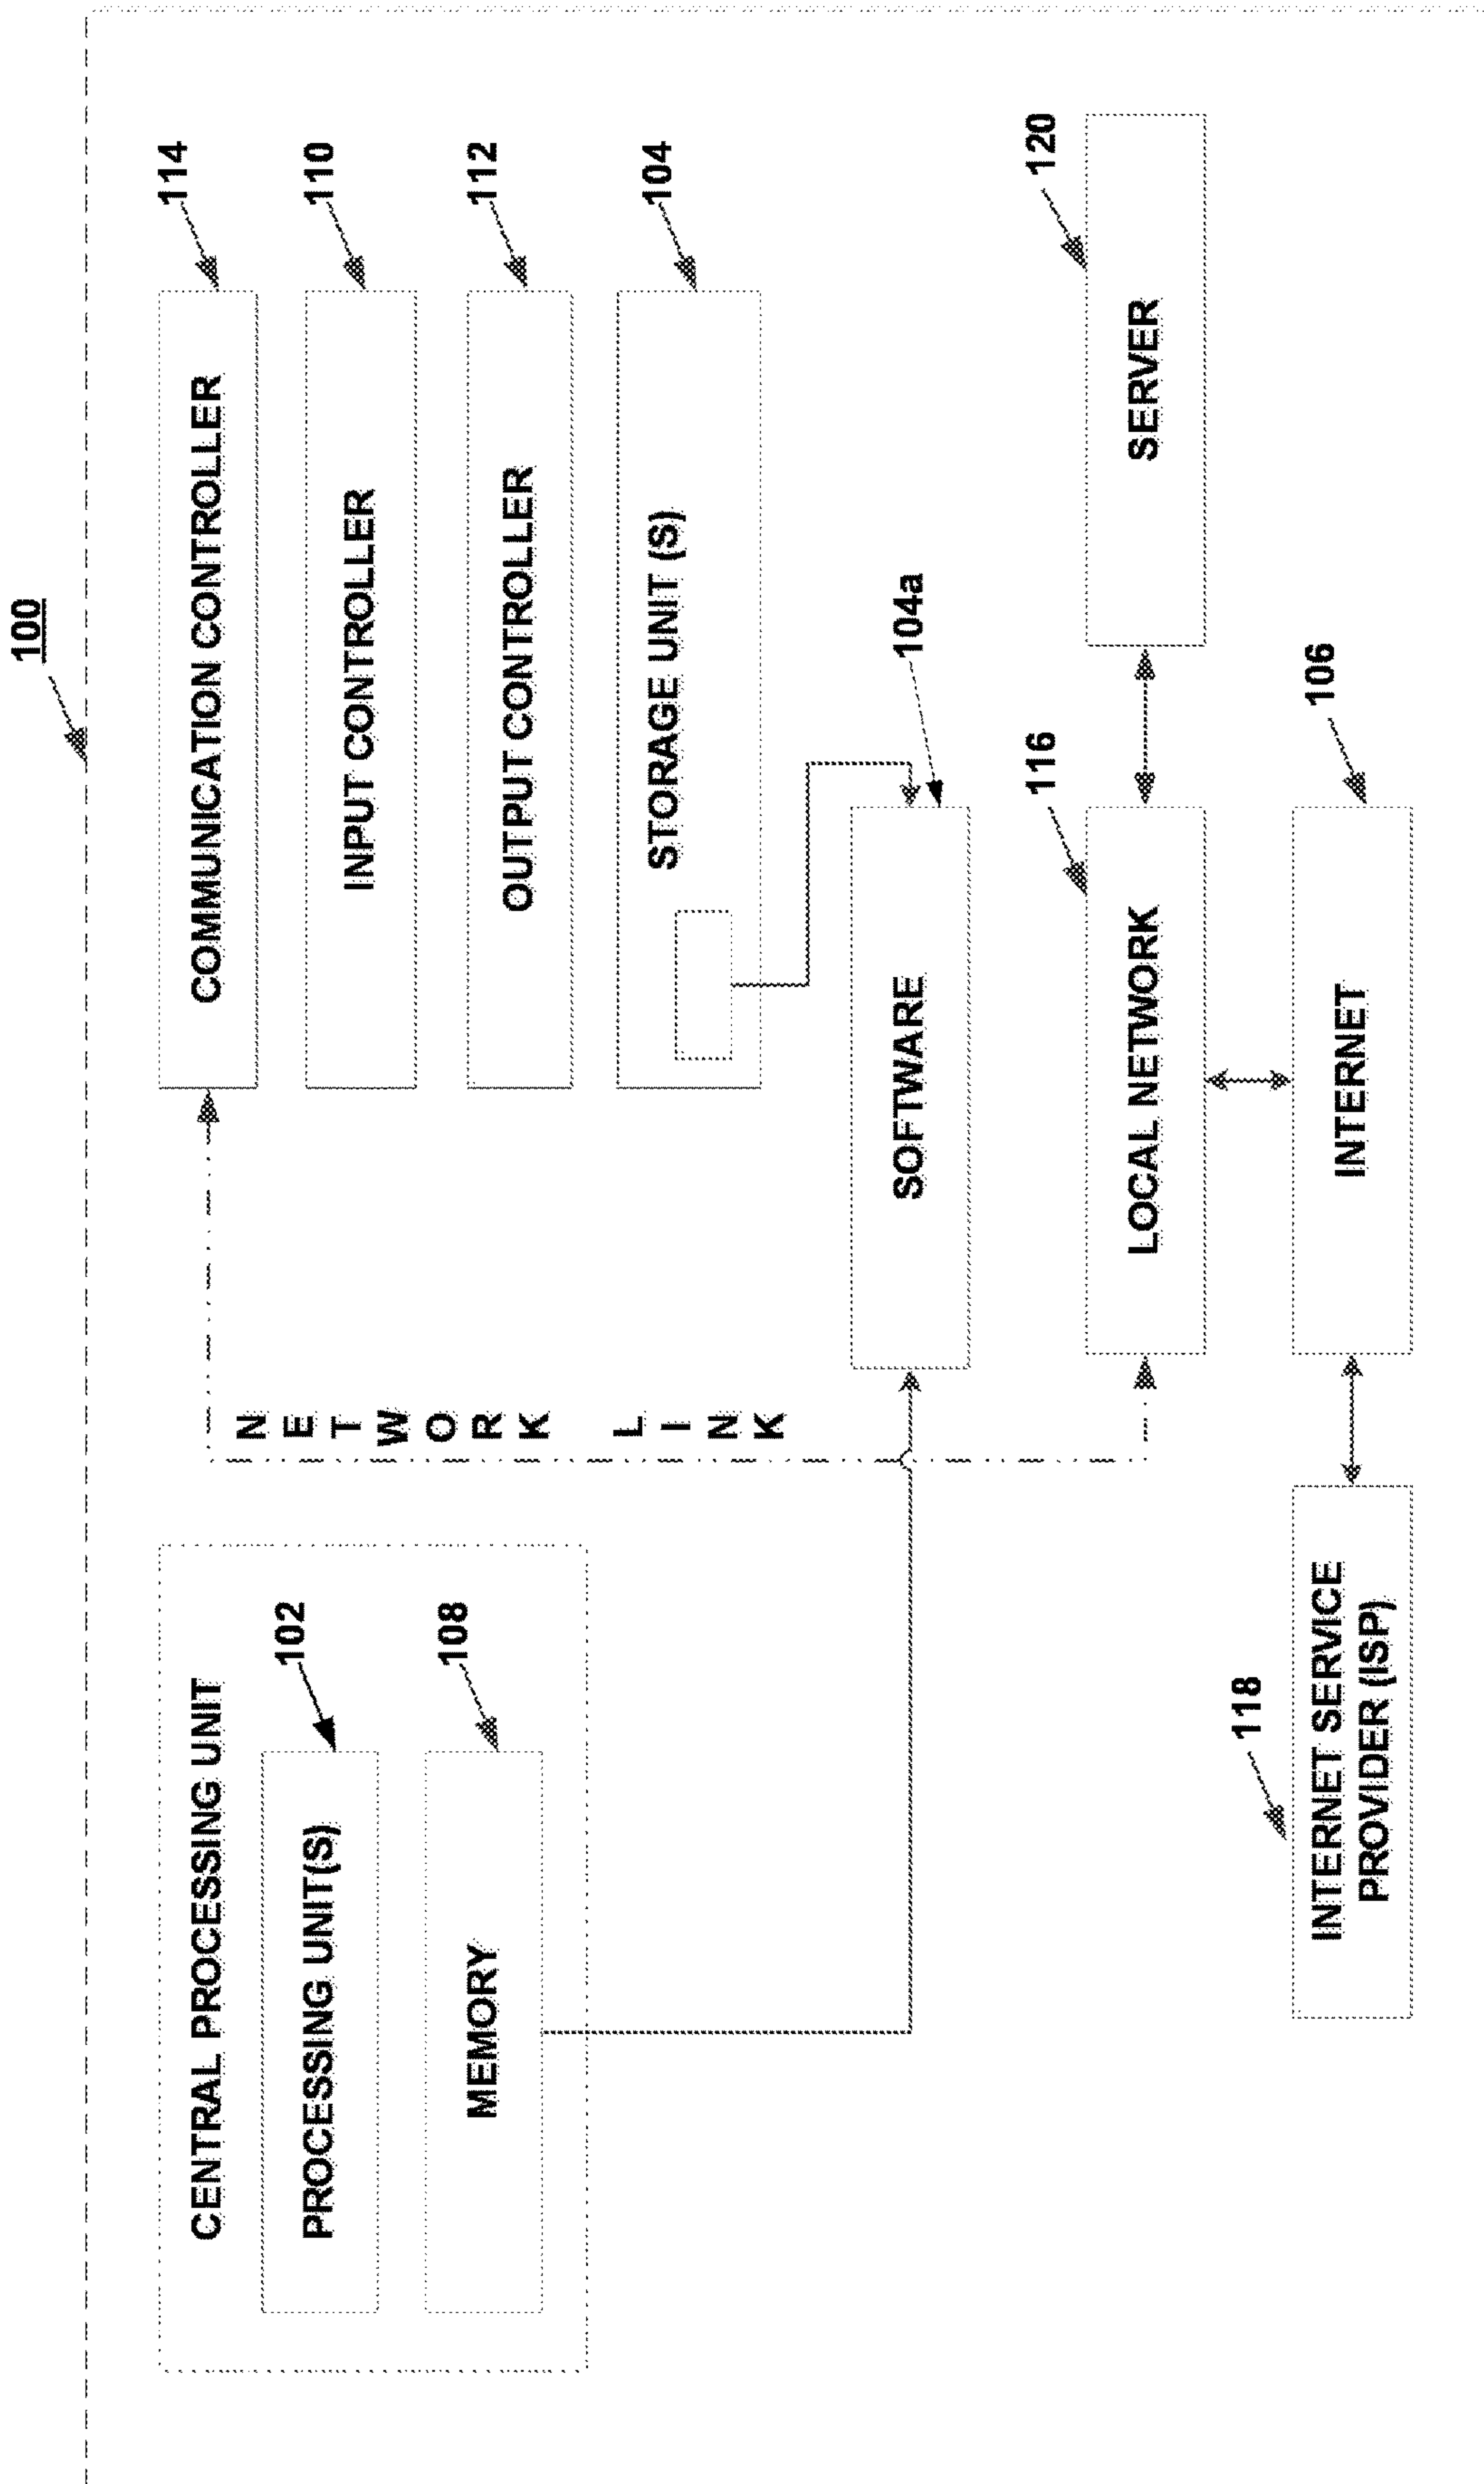 100
CENTRAL PROCESSING UNIT
PROCESSING UNIT(S)
102
MEMORY
108
NETWORK LINK
COMMUNICATION CONTROLLER
114
INPUT CONTROLLER
110
OUTPUT CONTROLLER
112
STORAGE UNIT (S)
104
SOFTWARE
104a
LOCAL NETWORK
116
SERVER
120
INTERNET SERVICE
PROVIDER (ISP)
118
INTERNET
106